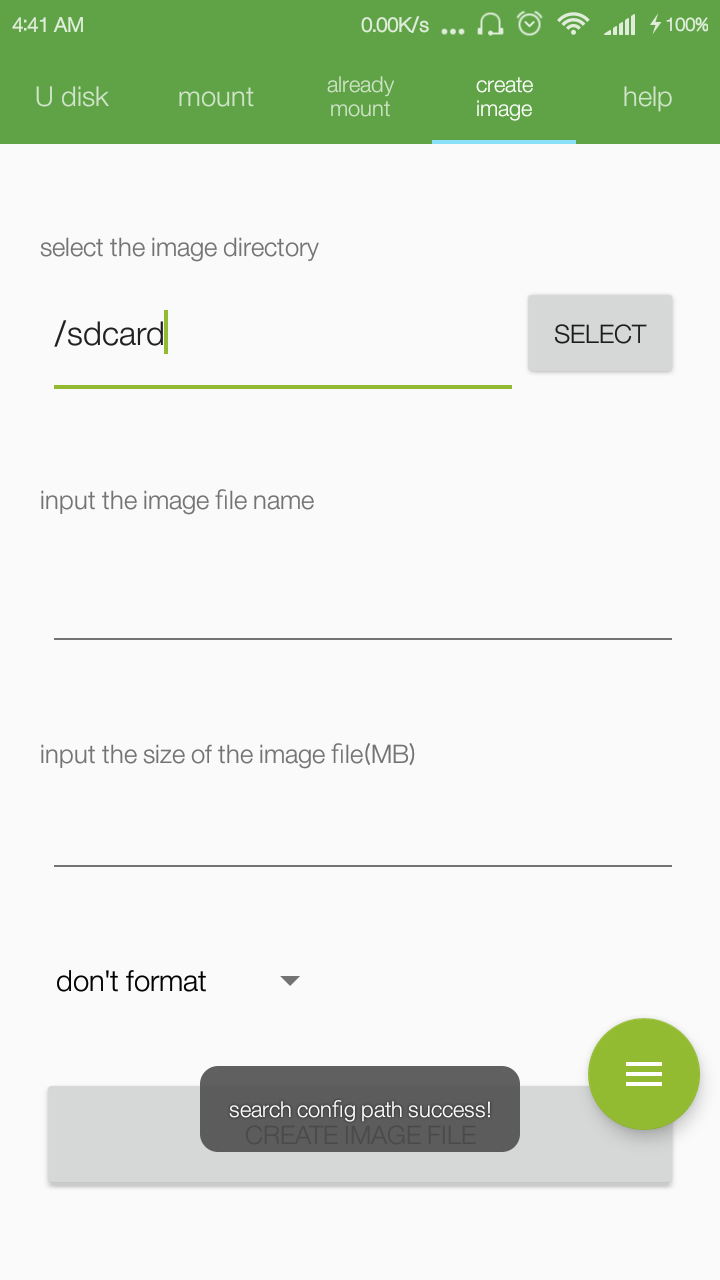 4:41 AM 0.00K/s ... 100%
U disk mount already mount create image help
select the image directory
/sdcard SELECT
input the image file name
input the size of the image file(MB)
don't format
search config path success!
CREATE IMAGE FILE